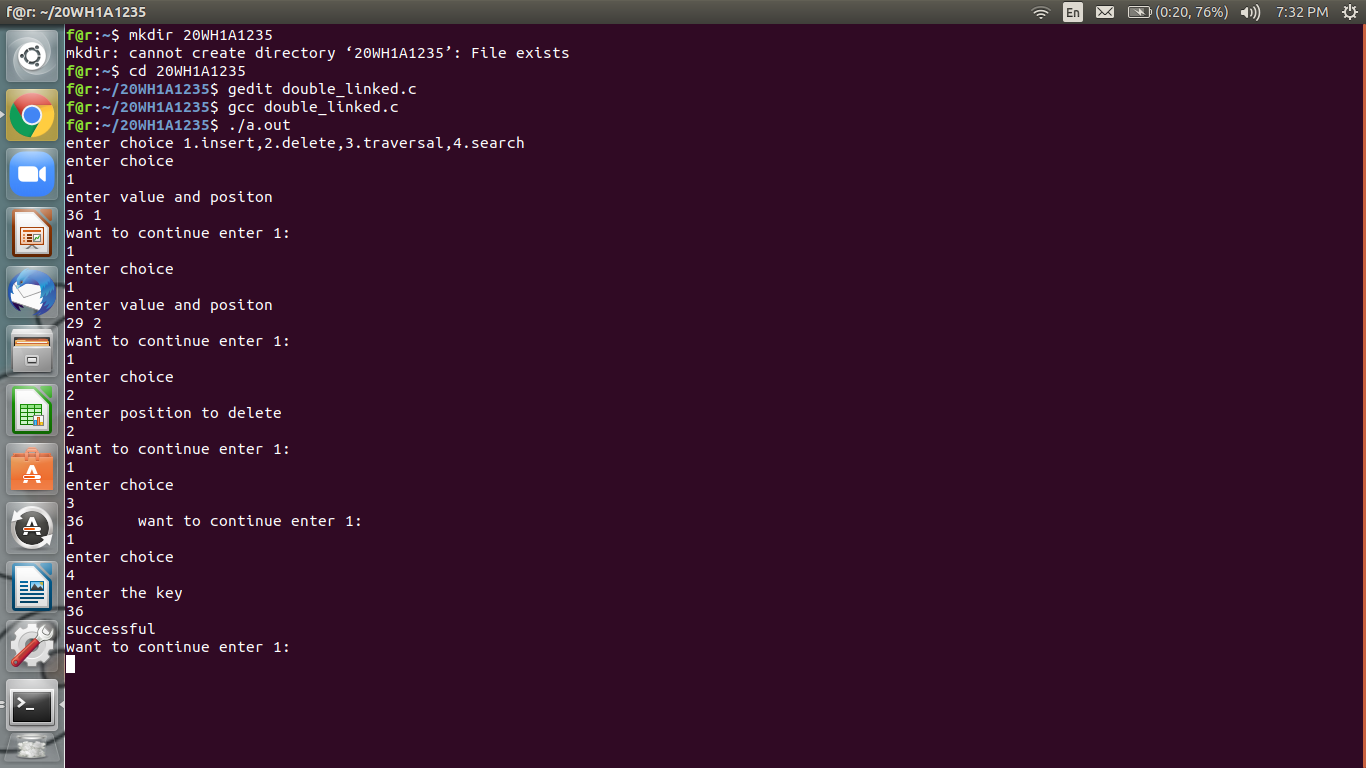 f@r: ~/20WH1A1235
En
(0:20, 76%)
7:32 PM
f@r:~$ mkdir 20WH1A1235
mkdir: cannot create directory ‘20WH1A1235’: File exists
f@r:~$ cd 20WH1A1235
f@r:~/20WH1A1235$ gedit double_linked.c
f@r:~/20WH1A1235$ gcc double_linked.c
f@r:~/20WH1A1235$ ./a.out
enter choice 1.insert,2.delete,3.traversal,4.search
enter choice
1
enter value and positon
36 1
want to continue enter 1:
1
enter choice
1
enter value and positon
29 2
want to continue enter 1:
1
enter choice
2
enter position to delete
2
want to continue enter 1:
1
enter choice
3
36      want to continue enter 1:
1
enter choice
4
enter the key
36
successful
want to continue enter 1: